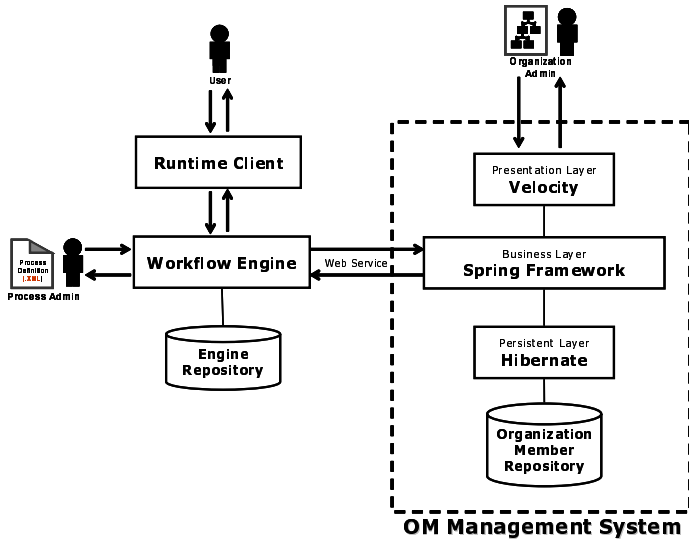 User
Organization
Admin
Runtime Client
Presentation Layer
Velocity
Process
Definition
(.XML)
Process Admin
Workflow Engine
Web Service
Business Layer
Spring Framework
Engine
Repository
Persistent Layer
Hibernate
Organization
Member
Repository
OM Management System